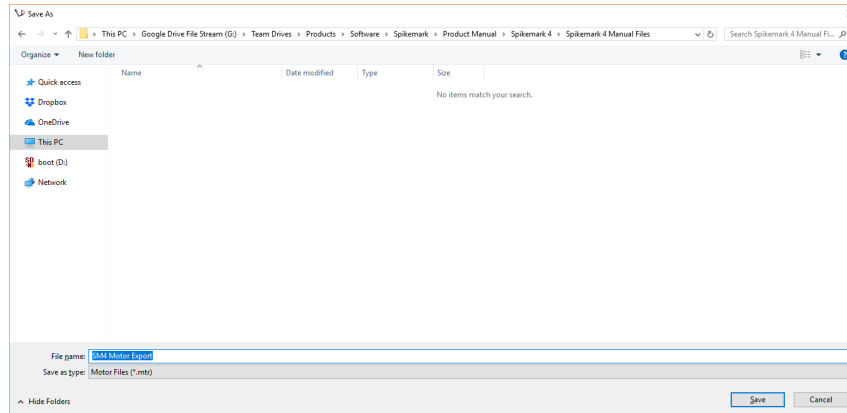 Save As
This PC > Google Drive File Stream (G:) > Team Drives > Products > Software > Spikemark > Product Manual > Spikemark 4 > Spikemark 4 Manual Files
Search Spikemark 4 Manual Fi...
Organize
New folder
Name
Date modified
Type
Size
No items match your search.
Quick access
Dropbox
OneDrive
This PC
boot (D:)
Network
File name: SM4 Motor Export
Save as type: Motor Files (*.mtr)
Hide Folders
Save
Cancel